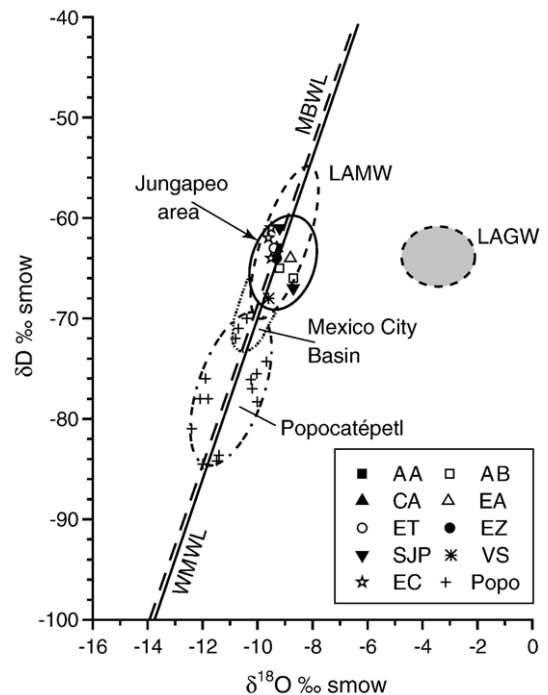 -40
-50
-60
-70
-80
-90
-100
δD ‰ smow
MBWL
LAMW
Jungapeo
area
LAGW
Mexico City
Basin
Popocatépetl
WMWL
AA AB
CA EA
ET EZ
SJP VS
EC Popo
-16 -14 -12 -10 -8 -6 -4 -2 0
δ18O ‰ smow